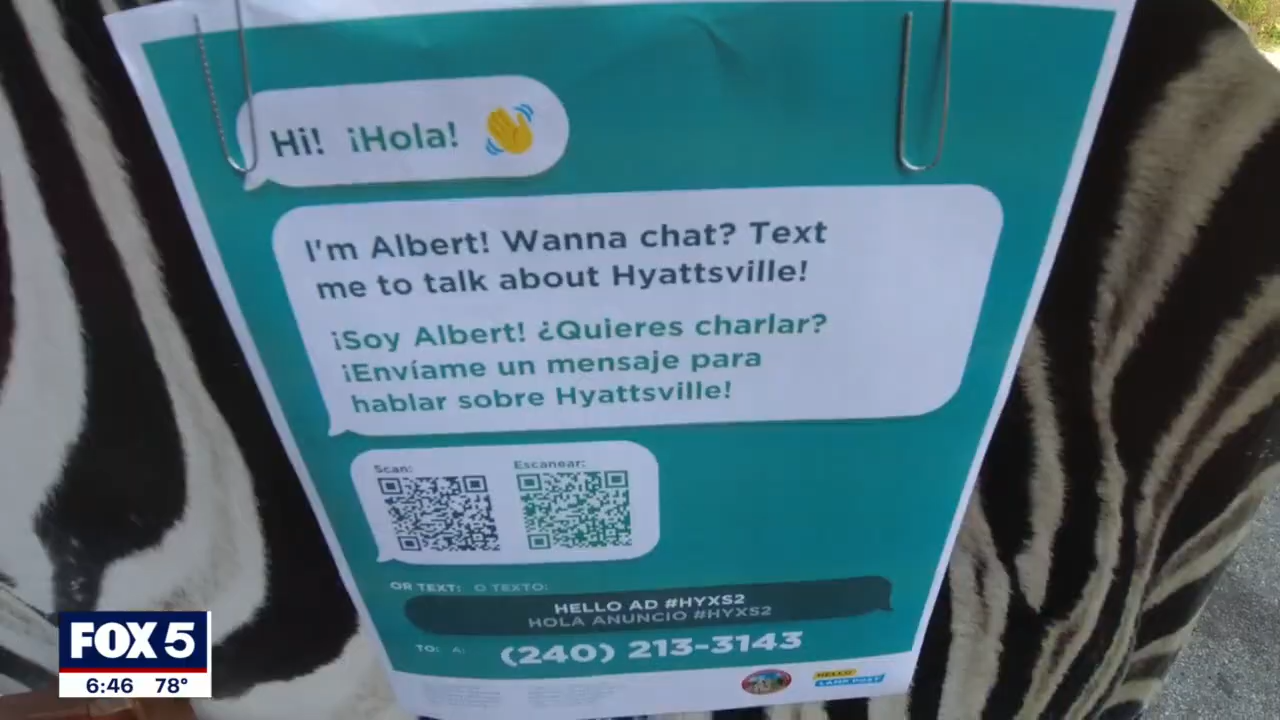 Hi! ¡Hola!
I'm Albert! Wanna chat? Text
me to talk about Hyattsville!
¡Soy Albert! ¿Quieres charlar?
¡Envíame un mensaje para
hablar sobre Hyattsville!
Scan: Escanear:
OR TEXT: O TEXTO:
HELLO AD #HYXS2
HOLA ANUNCIO #HYXS2
TO: A: (240) 213-3143
HELLO
LAMP POST
FOX 5
6:46 78°